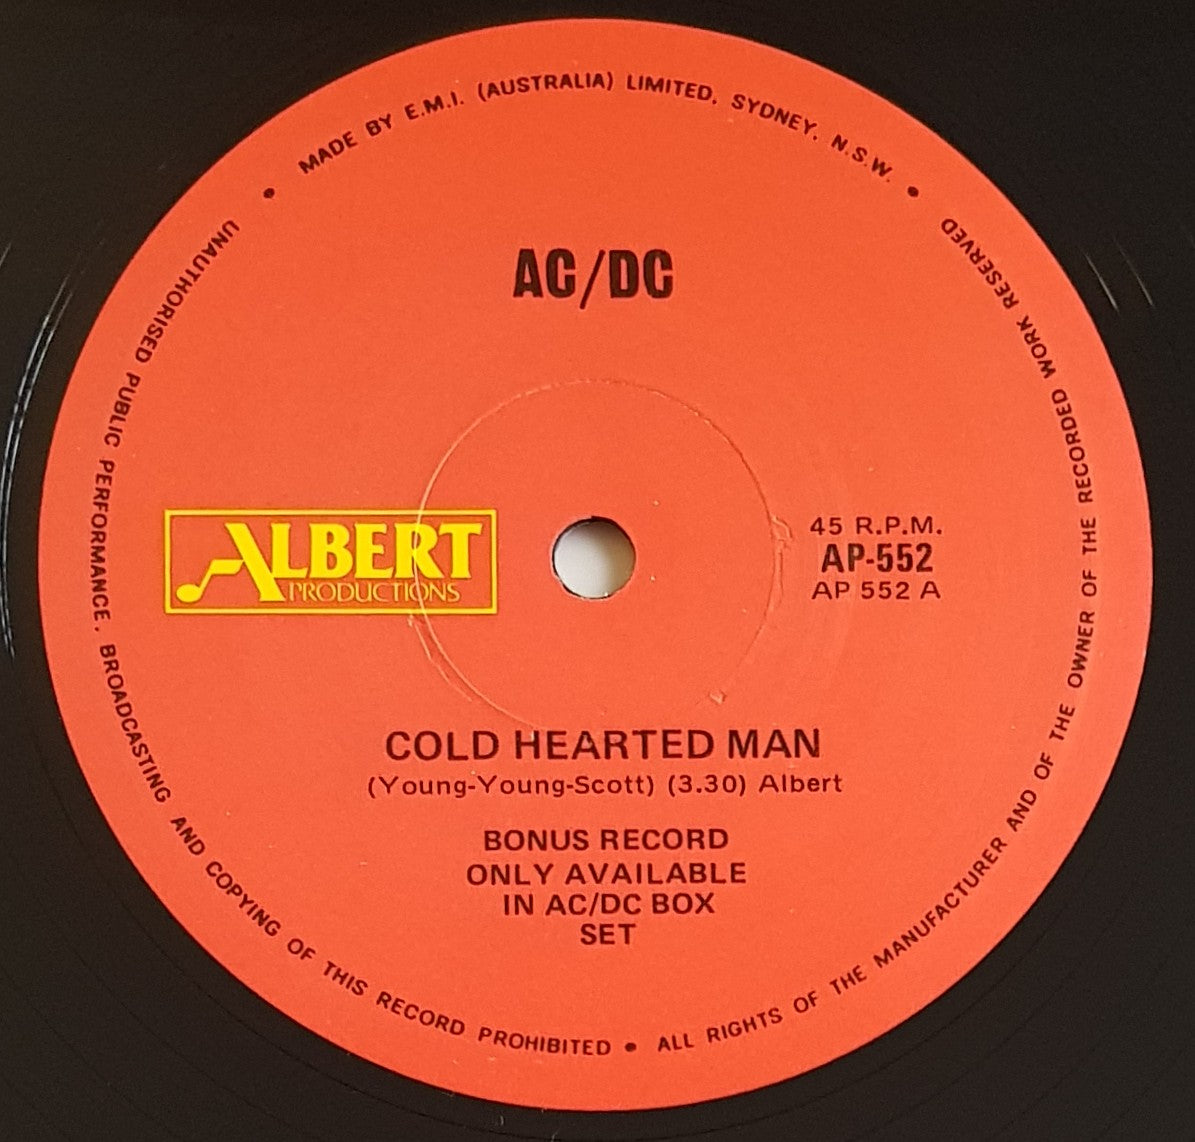 MADE BY E.M.I. (AUSTRALIA) LIMITED, SYDNEY, N.S.W.
AC/DC
ALBERT
PRODUCTIONS
45 R.P.M.
AP-552
AP 552 A
COLD HEARTED MAN
(Young-Young-Scott) (3.30) Albert
BONUS RECORD
ONLY AVAILABLE
IN AC/DC BOX
SET
UNAUTHORISED PUBLIC PERFORMANCE, BROADCASTING AND COPYING OF THIS RECORD PROHIBITED • ALL RIGHTS OF THE MANUFACTURER AND OF THE OWNER OF THE RECORDED WORK RESERVED